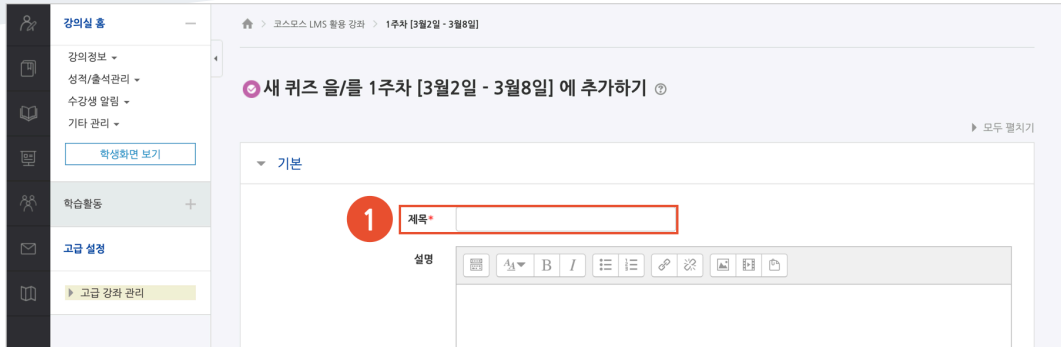 강의실 홈
강의정보
성적/출석관리
수강생 알림
기타 관리
학생화면 보기
학습활동
고급 설정
고급 강좌 관리
코스모스 LMS 활용 강좌 > 1주차 [3월2일 - 3월8일]
새 퀴즈 을/를 1주차 [3월2일 - 3월8일] 에 추가하기
모두 펼치기
기본
1 제목*
설명
B I